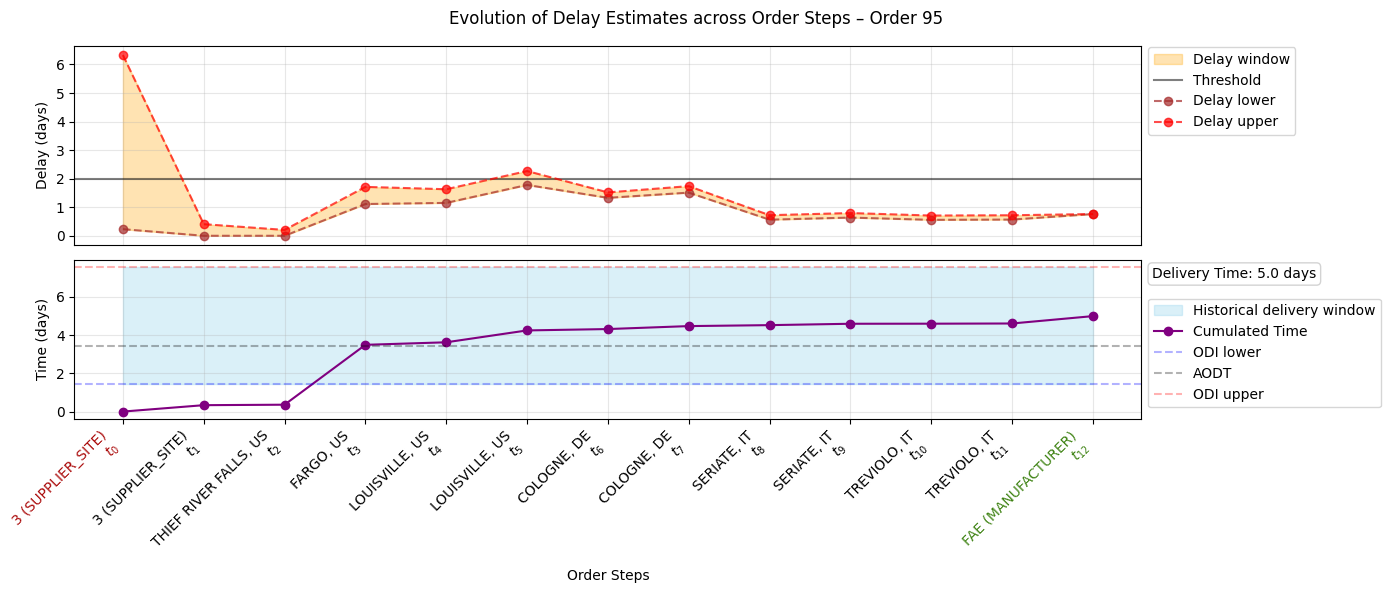 Evolution of Delay Estimates across Order Steps – Order 95
Delay (days)
6
5
4
3
2
1
0
Delay window
Threshold
Delay lower
Delay upper
Time (days)
6
4
2
0
Delivery Time: 5.0 days
Historical delivery window
Cumulated Time
ODI lower
AODT
ODI upper
3 (SUPPLIER_SITE)
t0
3 (SUPPLIER_SITE)
t1
THIEF RIVER FALLS, US
t2
FARGO, US
t3
LOUISVILLE, US
t4
LOUISVILLE, US
t5
COLOGNE, DE
t6
COLOGNE, DE
t7
SERIATE, IT
t8
SERIATE, IT
t9
TREVIOLO, IT
t10
TREVIOLO, IT
t11
FAE (MANUFACTURER)
t12
Order Steps